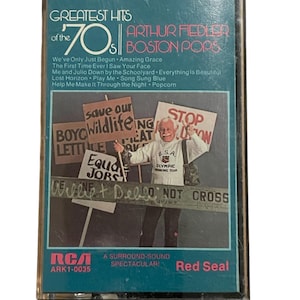 GREATEST HITS
of the '70s
ARTHUR FIEDLER
BOSTON POPS
We've Only Just Begun • Amazing Grace
The First Time Ever I Saw Your Face
Me and Julio Down by the Schoolyard • Everything Is Beautiful
Lost Horizon • Play Me • Song Sung Blue
Help Me Make It Through the Night • Popcorn
save our
wildlife
STOP
BOYC
LETT
Equal
JOBS
U.S.A.
OLYMPIC
DO NOT CROSS
RCA
ARK1-0035
A SURROUND-SOUND
SPECTACULAR!
Red Seal